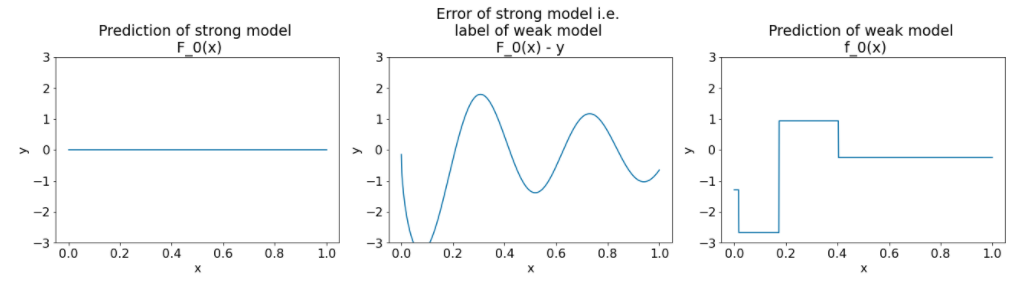 Prediction of strong model
F_0(x)
3
2
1
0
−1
−2
−3
y
0.0 0.2 0.4 0.6 0.8 1.0
x
Error of strong model i.e.
label of weak model
F_0(x) - y
3
2
1
0
−1
−2
−3
y
0.0 0.2 0.4 0.6 0.8 1.0
x
Prediction of weak model
f_0(x)
3
2
1
0
−1
−2
−3
y
0.0 0.2 0.4 0.6 0.8 1.0
x